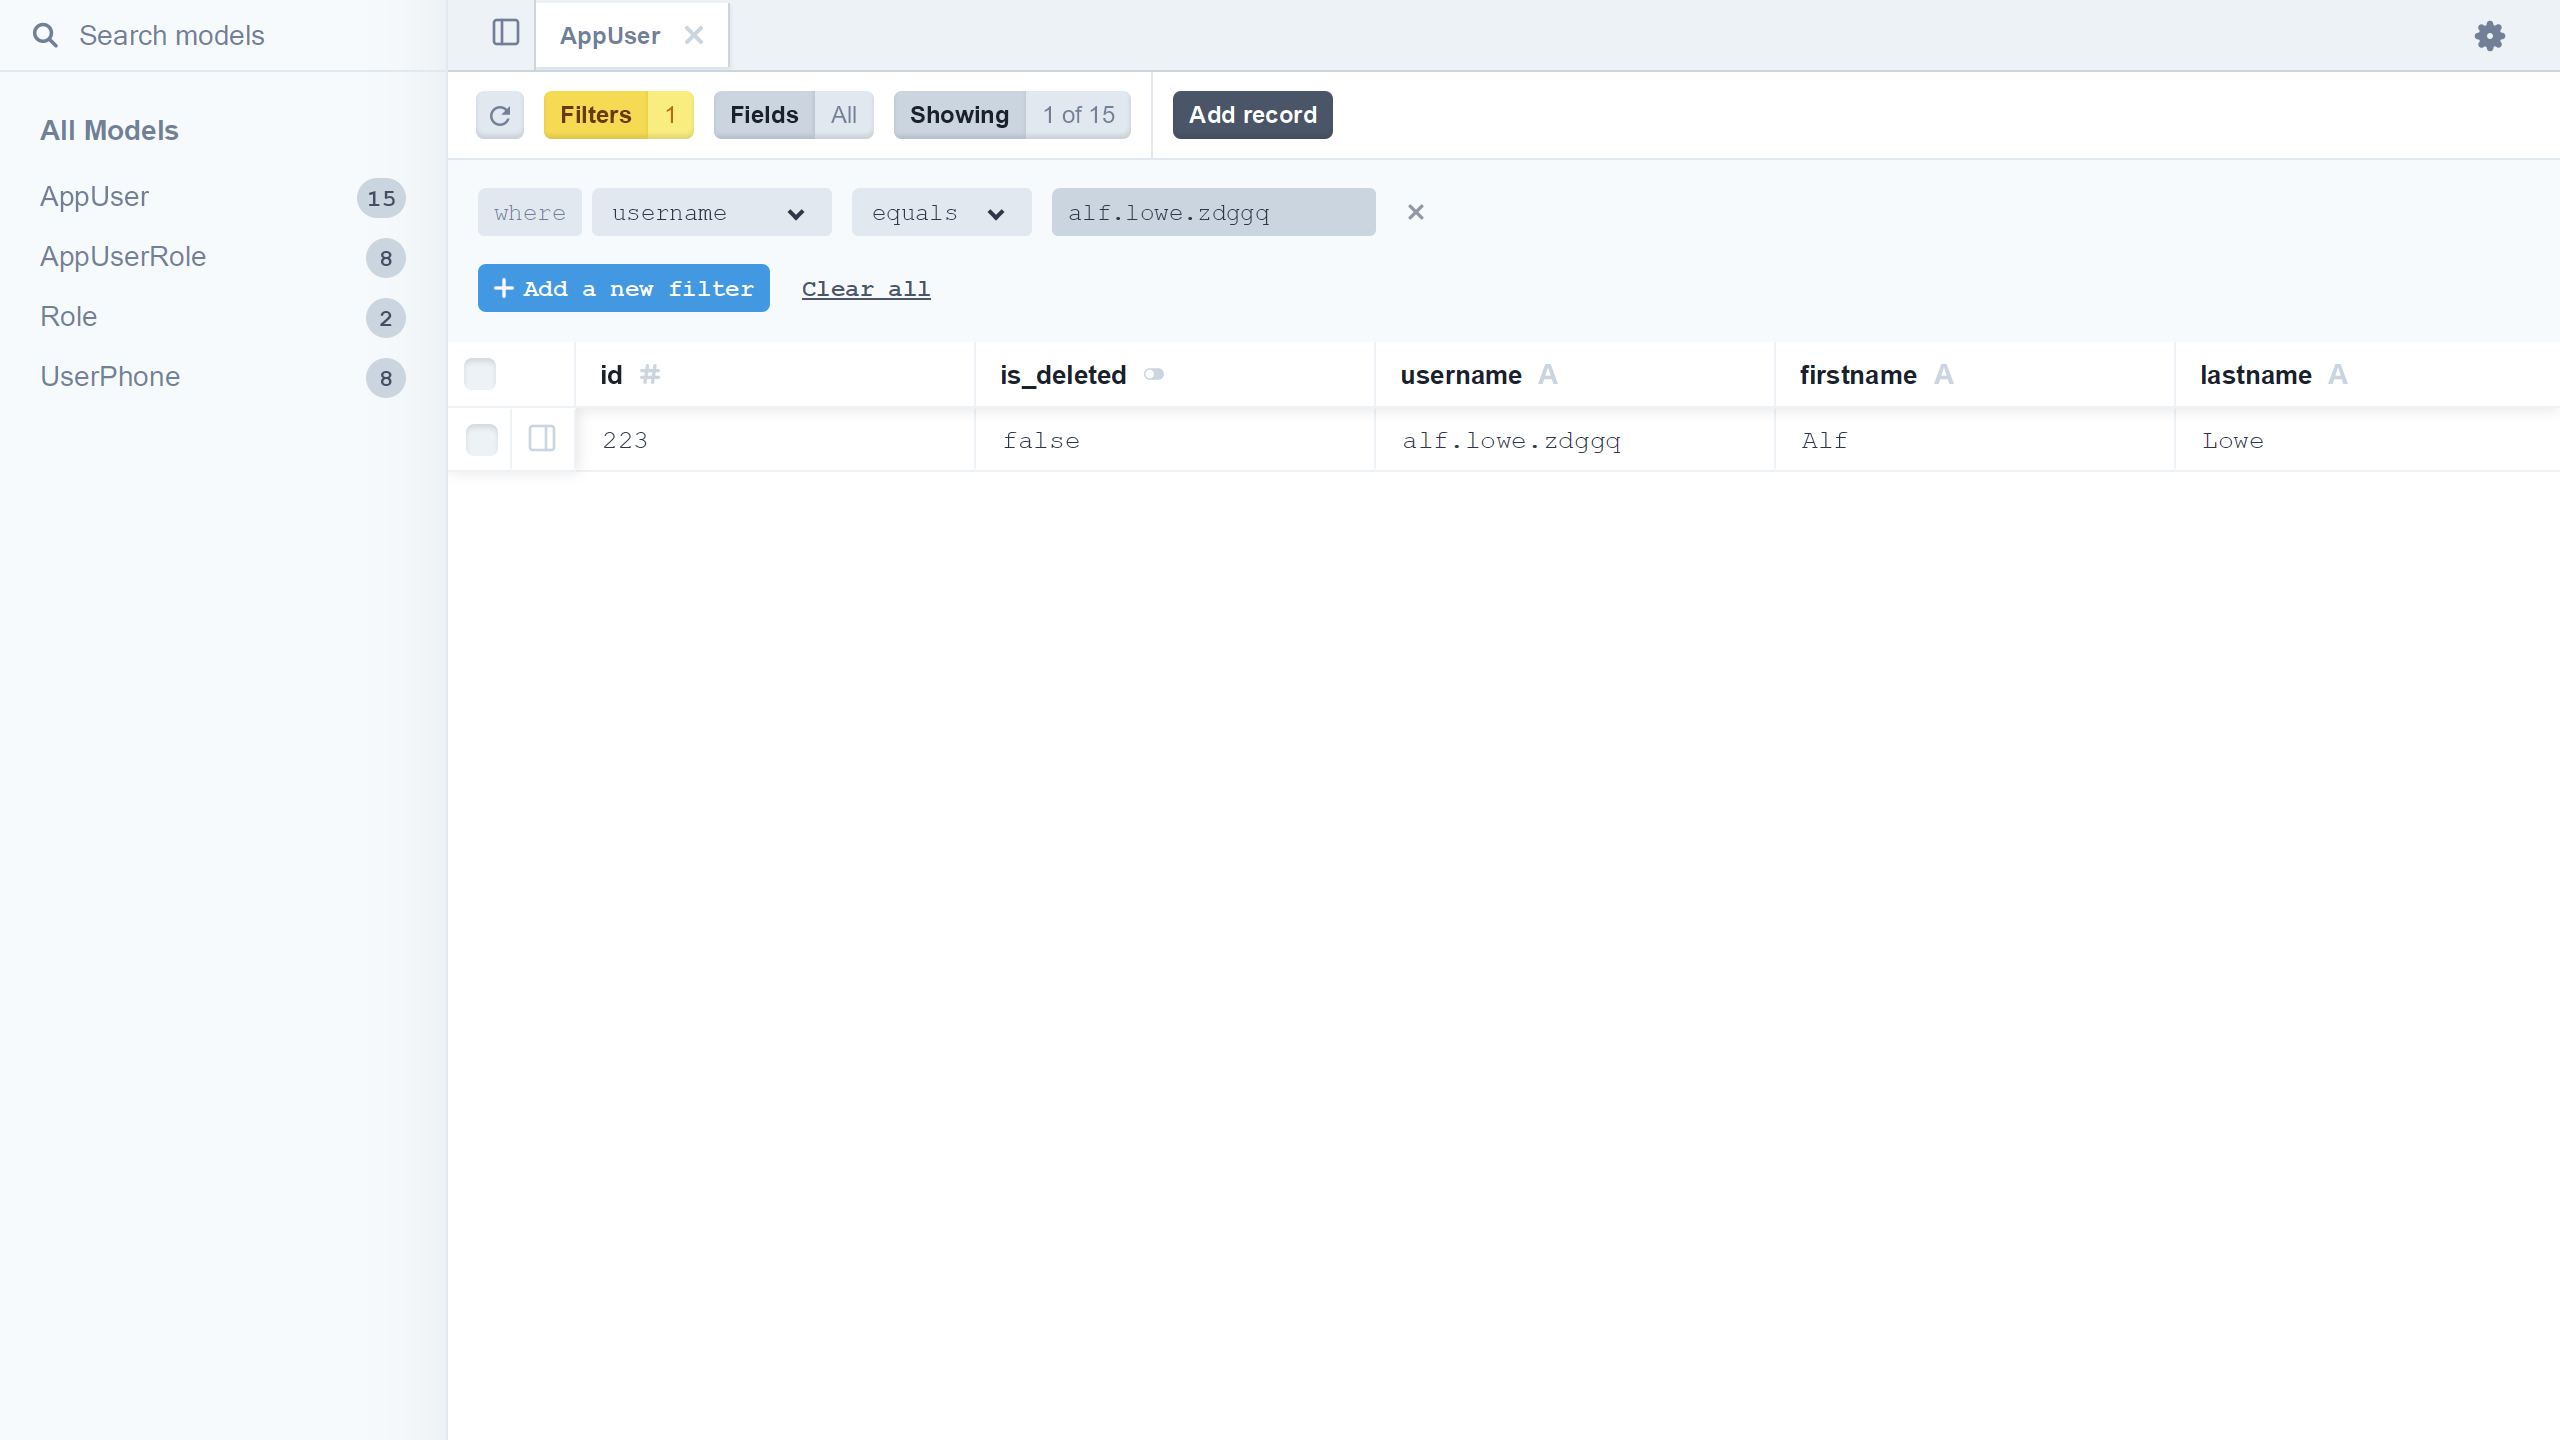 Search models
AppUser
Filters 1
Fields All
Showing 1 of 15
Add record
All Models
AppUser 15
AppUserRole 8
Role 2
UserPhone 8
where username equals alf.lowe.zdggq
Add a new filter Clear all
id # is_deleted username A firstname A lastname A
223 false alf.lowe.zdggq Alf Lowe